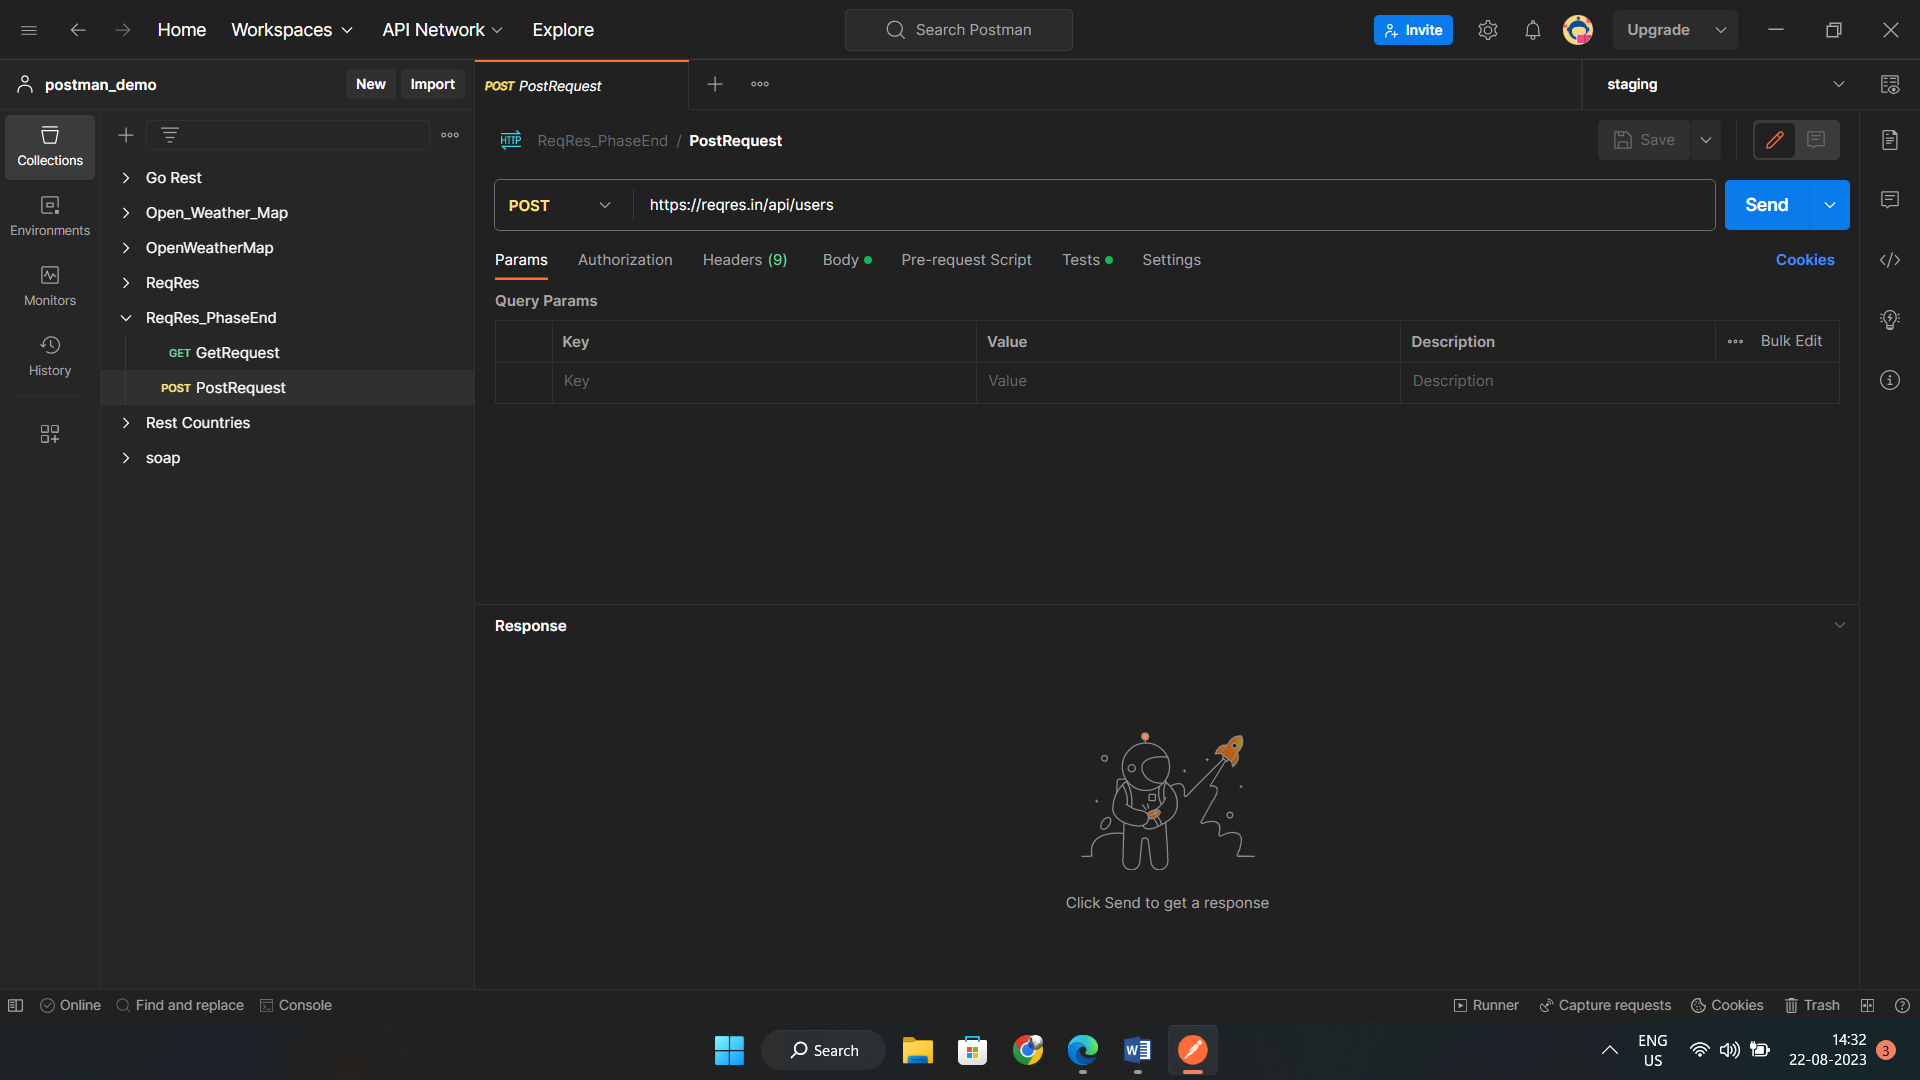 Home
Workspaces
API Network
Explore
Search Postman
Invite
Upgrade
postman_demo
New
Import
POST PostRequest
staging
Collections
Environments
Monitors
History
Go Rest
Open_Weather_Map
OpenWeatherMap
ReqRes
ReqRes_PhaseEnd
GET GetRequest
POST PostRequest
Rest Countries
soap
HTTP
ReqRes_PhaseEnd / PostRequest
Save
POST
https://reqres.in/api/users
Send
Params
Authorization
Headers (9)
Body
Pre-request Script
Tests
Settings
Cookies
Query Params
Key
Value
Description
Bulk Edit
Key
Value
Description
Response
Click Send to get a response
Online
Find and replace
Console
Runner
Capture requests
Cookies
Trash
Search
ENG
US
14:32
22-08-2023
3